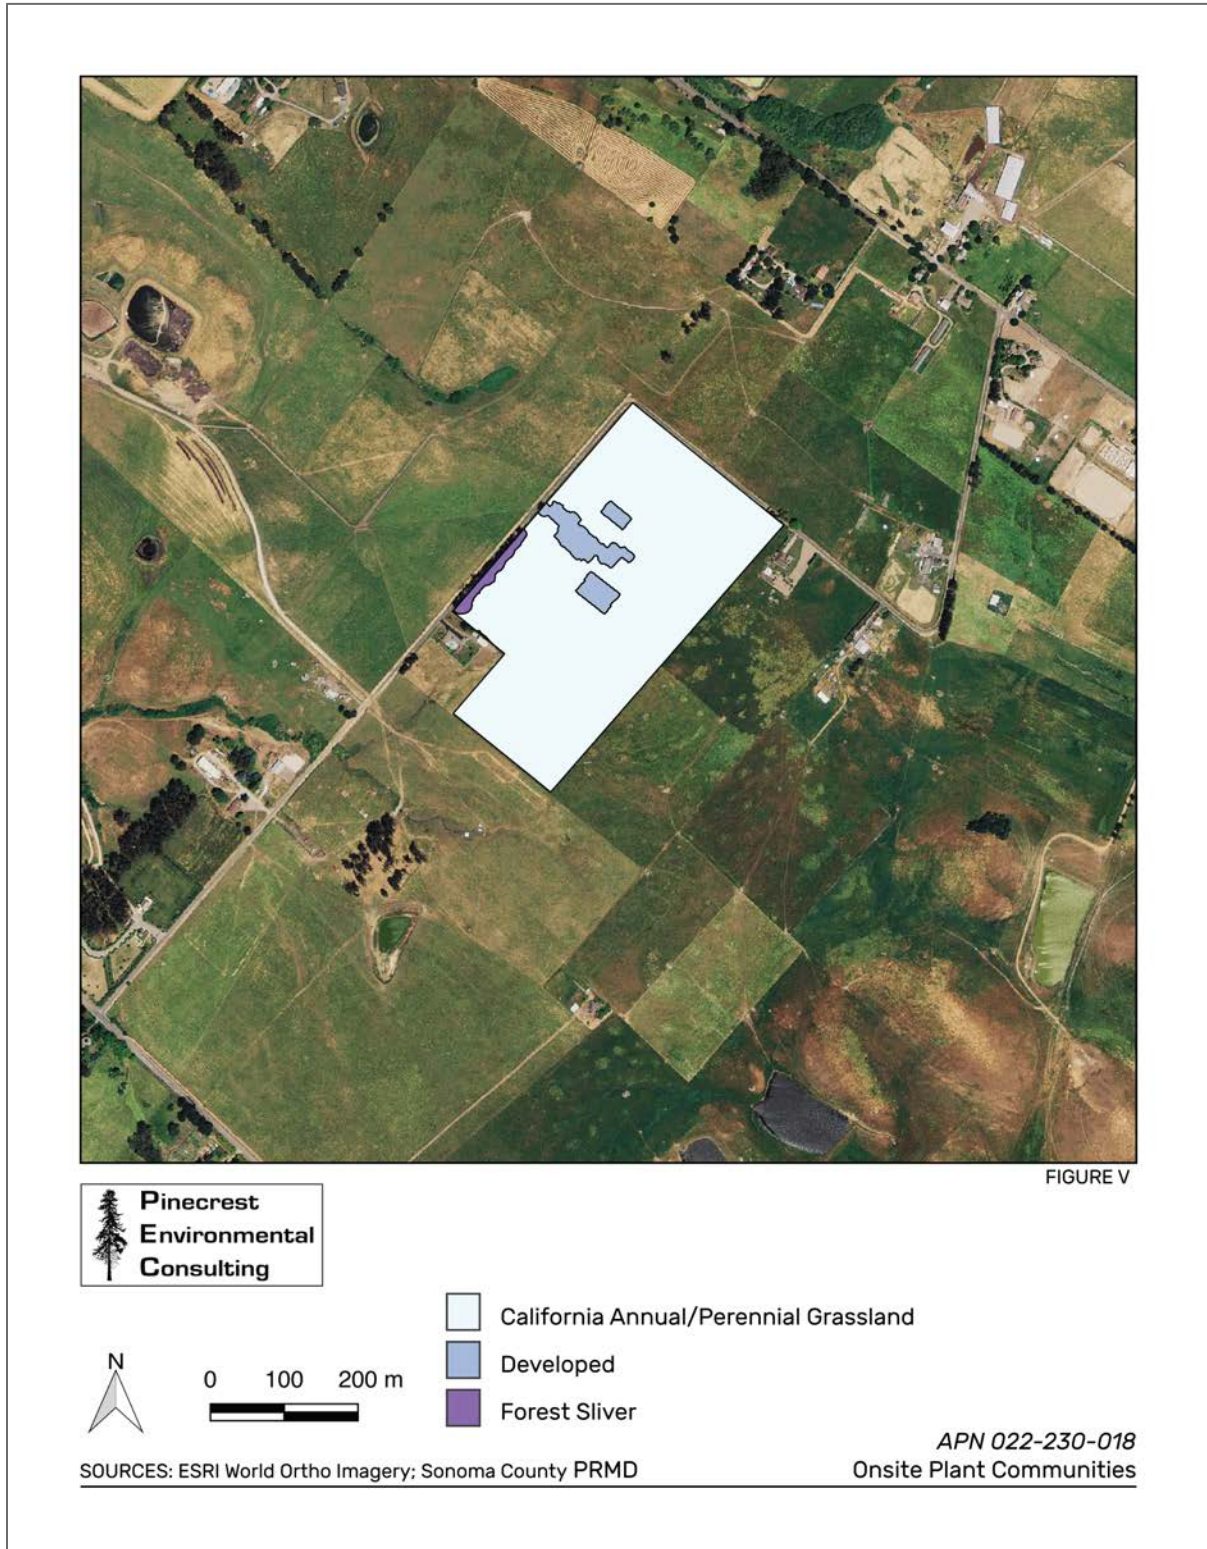 FIGURE V
Pinecrest
Environmental
Consulting
California Annual/Perennial Grassland
Developed
Forest Sliver
N
0 100 200 m
APN 022-230-018
SOURCES: ESRI World Ortho Imagery; Sonoma County PRMD
Onsite Plant Communities